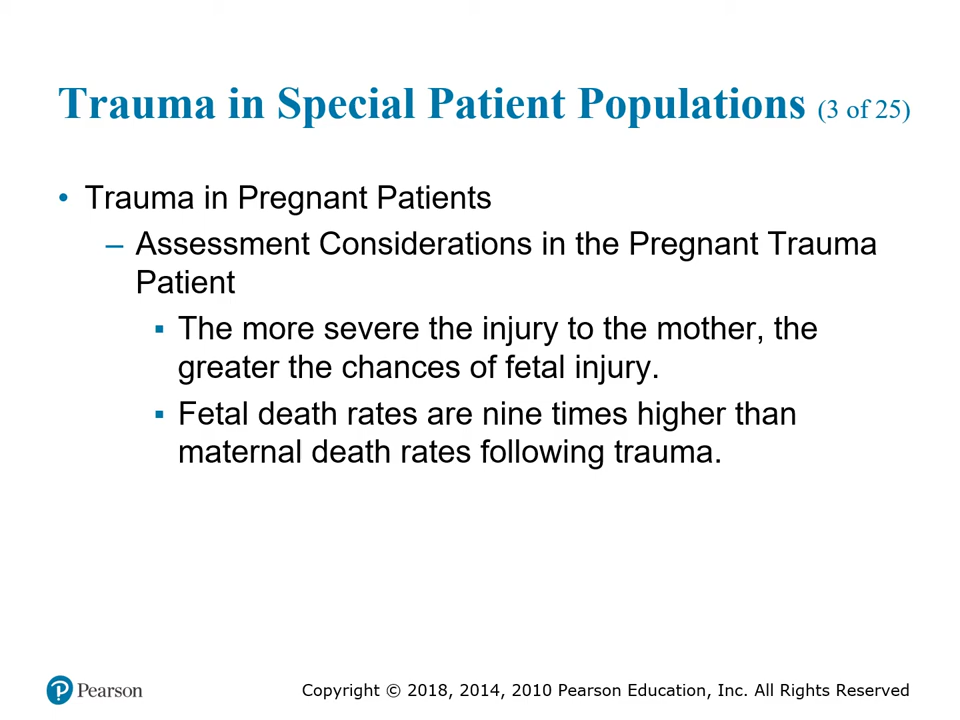 Trauma in Special Patient Populations (3 of 25)
• Trauma in Pregnant Patients
– Assessment Considerations in the Pregnant Trauma
Patient
▪ The more severe the injury to the mother, the
greater the chances of fetal injury.
▪ Fetal death rates are nine times higher than
maternal death rates following trauma.
Pearson
Copyright © 2018, 2014, 2010 Pearson Education, Inc. All Rights Reserved